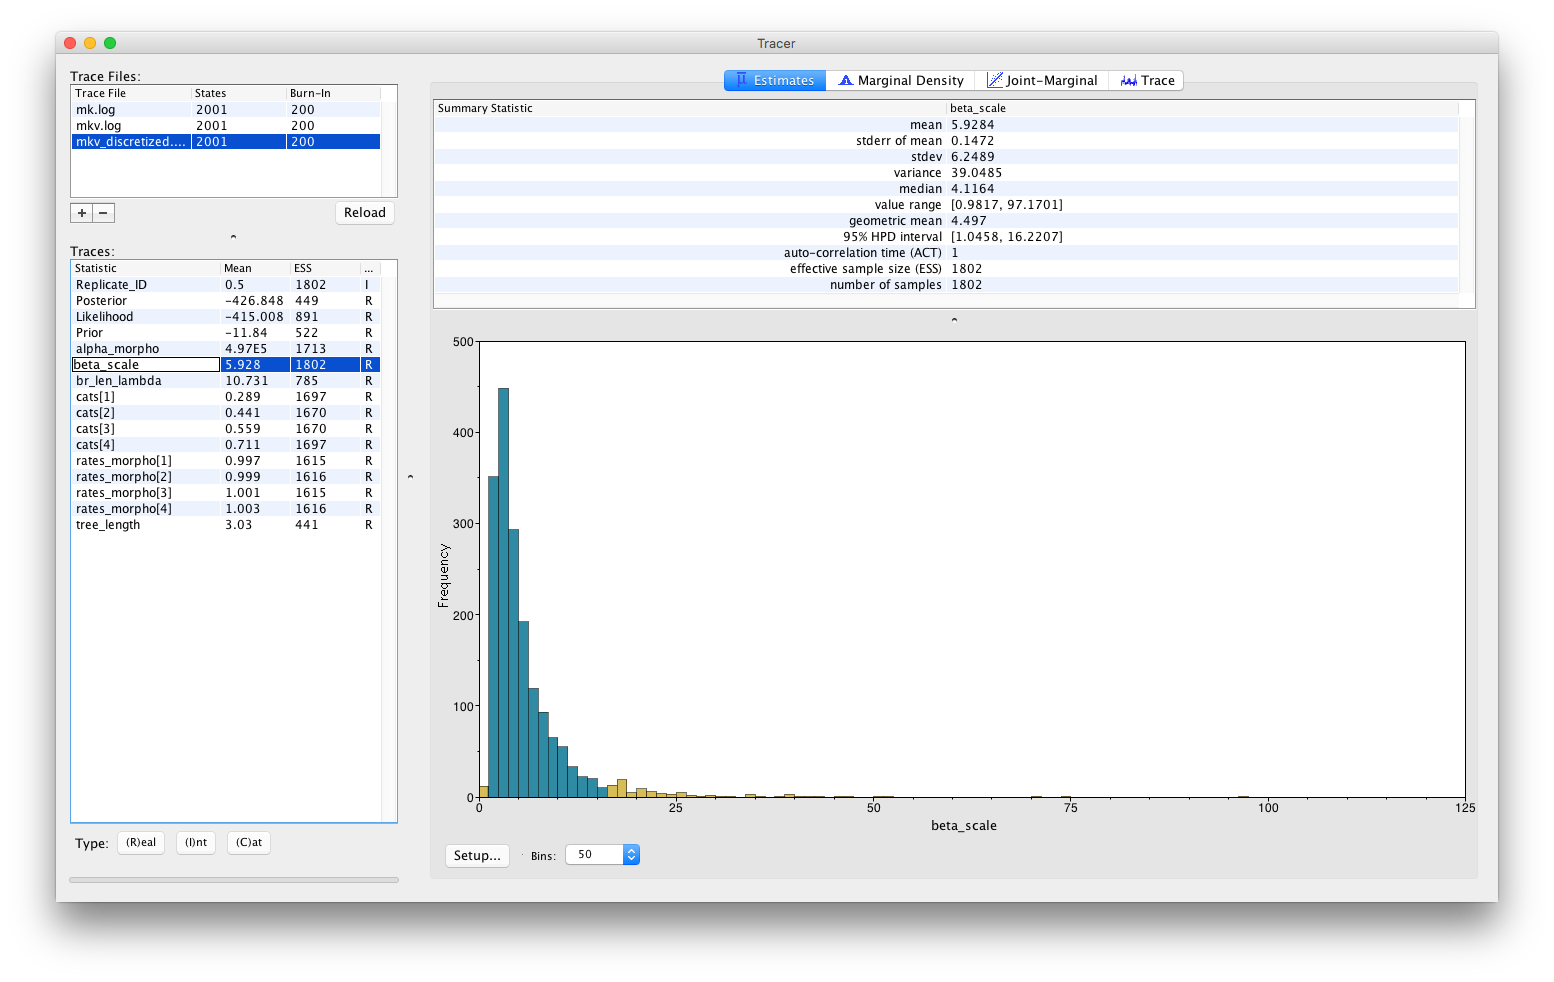 Tracer
Trace Files:
Trace File States Burn-In
mk.log 2001 200
mkv.log 2001 200
mkv_discretized.... 2001 200
+ − Reload
Traces:
Statistic Mean ESS ...
Replicate_ID 0.5 1802 I
Posterior −426.848 449 R
Likelihood −415.008 891 R
Prior −11.84 522 R
alpha_morpho 4.97E5 1713 R
beta_scale 5.928 1802 R
br_len_lambda 10.731 785 R
cats[1] 0.289 1697 R
cats[2] 0.441 1670 R
cats[3] 0.559 1670 R
cats[4] 0.711 1697 R
rates_morpho[1] 0.997 1615 R
rates_morpho[2] 0.999 1616 R
rates_morpho[3] 1.001 1615 R
rates_morpho[4] 1.003 1616 R
tree_length 3.03 441 R
Type: (R)eal (I)nt (C)at
Estimates Marginal Density Joint-Marginal Trace
Summary Statistic beta_scale
mean 5.9284
stderr of mean 0.1472
stdev 6.2489
variance 39.0485
median 4.1164
value range [0.9817, 97.1701]
geometric mean 4.497
95% HPD interval [1.0458, 16.2207]
auto-correlation time (ACT) 1
effective sample size (ESS) 1802
number of samples 1802
500
400
300
200
100
0
Frequency
0 25 50 75 100 125
beta_scale
Setup... Bins: 50